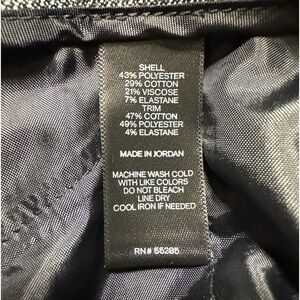 SHELL
43% POLYESTER
29% COTTON
21% VISCOSE
7% ELASTANE
TRIM
47% COTTON
49% POLYESTER
4% ELASTANE
MADE IN JORDAN
MACHINE WASH COLD
WITH LIKE COLORS
DO NOT BLEACH
LINE DRY
COOL IRON IF NEEDED
RN# 55285